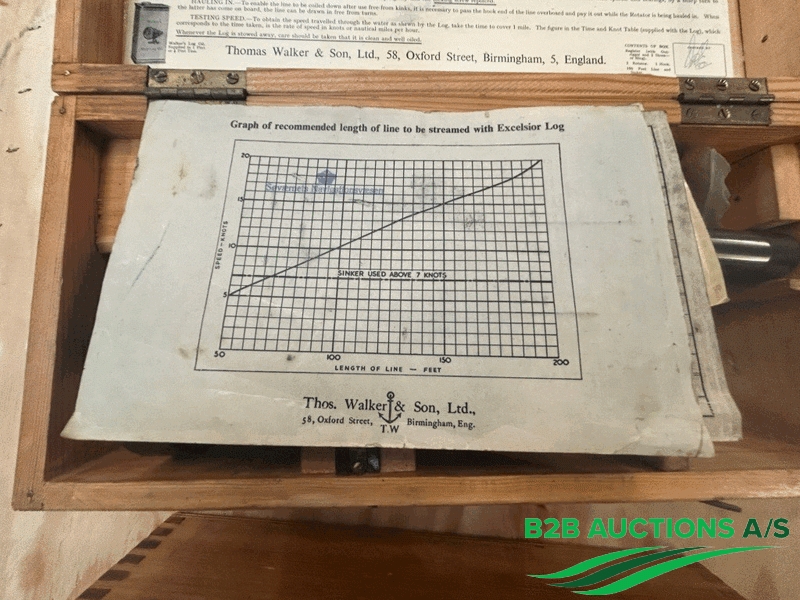 HAULING IN.—To enable the line to be coiled down after use free from kinks, it is necessary to pass the hook end of the line overboard and pay it out while the Rotator is being hauled in. When
the latter has come on board, the line can be drawn in free from turns.
TESTING SPEED.—To obtain the speed travelled through the water as shewn by the Log, take the time to cover 1 mile. The figure in the Time and Knot Table (supplied with the Log), which
corresponds to the time taken, is the rate of speed in knots or nautical miles per hour.
Whenever the Log is stowed away, care should be taken that it is clean and well oiled.
Thomas Walker & Son, Ltd., 58, Oxford Street, Birmingham, 5, England.
CONTENTS OF BOX
Graph of recommended length of line to be streamed with Excelsior Log
20
15
10
5
SPEED - KNOTS
SINKER USED ABOVE 7 KNOTS
50
100
150
200
LENGTH OF LINE — FEET
Thos. Walker & Son, Ltd.,
58, Oxford Street, Birmingham, Eng.
T.W
B2B AUCTIONS A/S